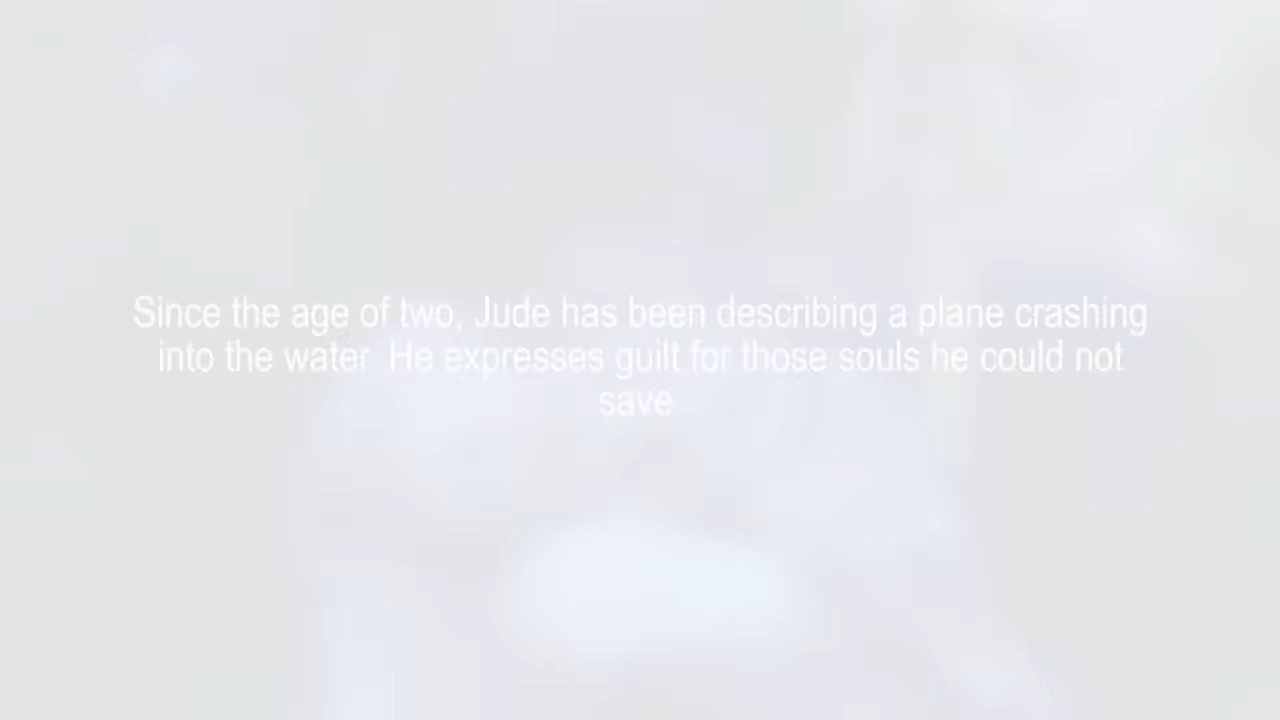 Since the age of two, Jude has been describing a plane crashing
into the water. He expresses guilt for those souls he could not
save